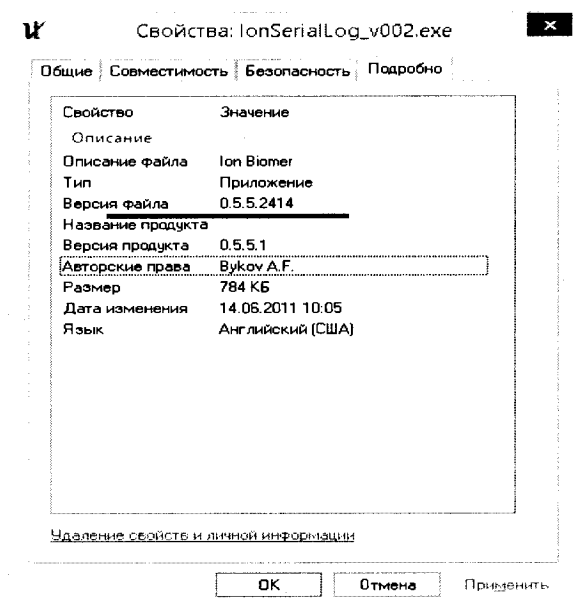 Свойства: IonSerialLog_v002.exe
Общие Совместимость Безопасность Подробно
Свойство Значение
Описание
Описание файла Ion Biomer
Тип Приложение
Версия файла 0.5.5.2414
Название продукта
Версия продукта 0.5.5.1
Авторские права Bykov A.F.
Размер 784 КБ
Дата изменения 14.06.2011 10:05
Язык Английский (США)
Удаление свойств и личной информации
OK Отмена Применить